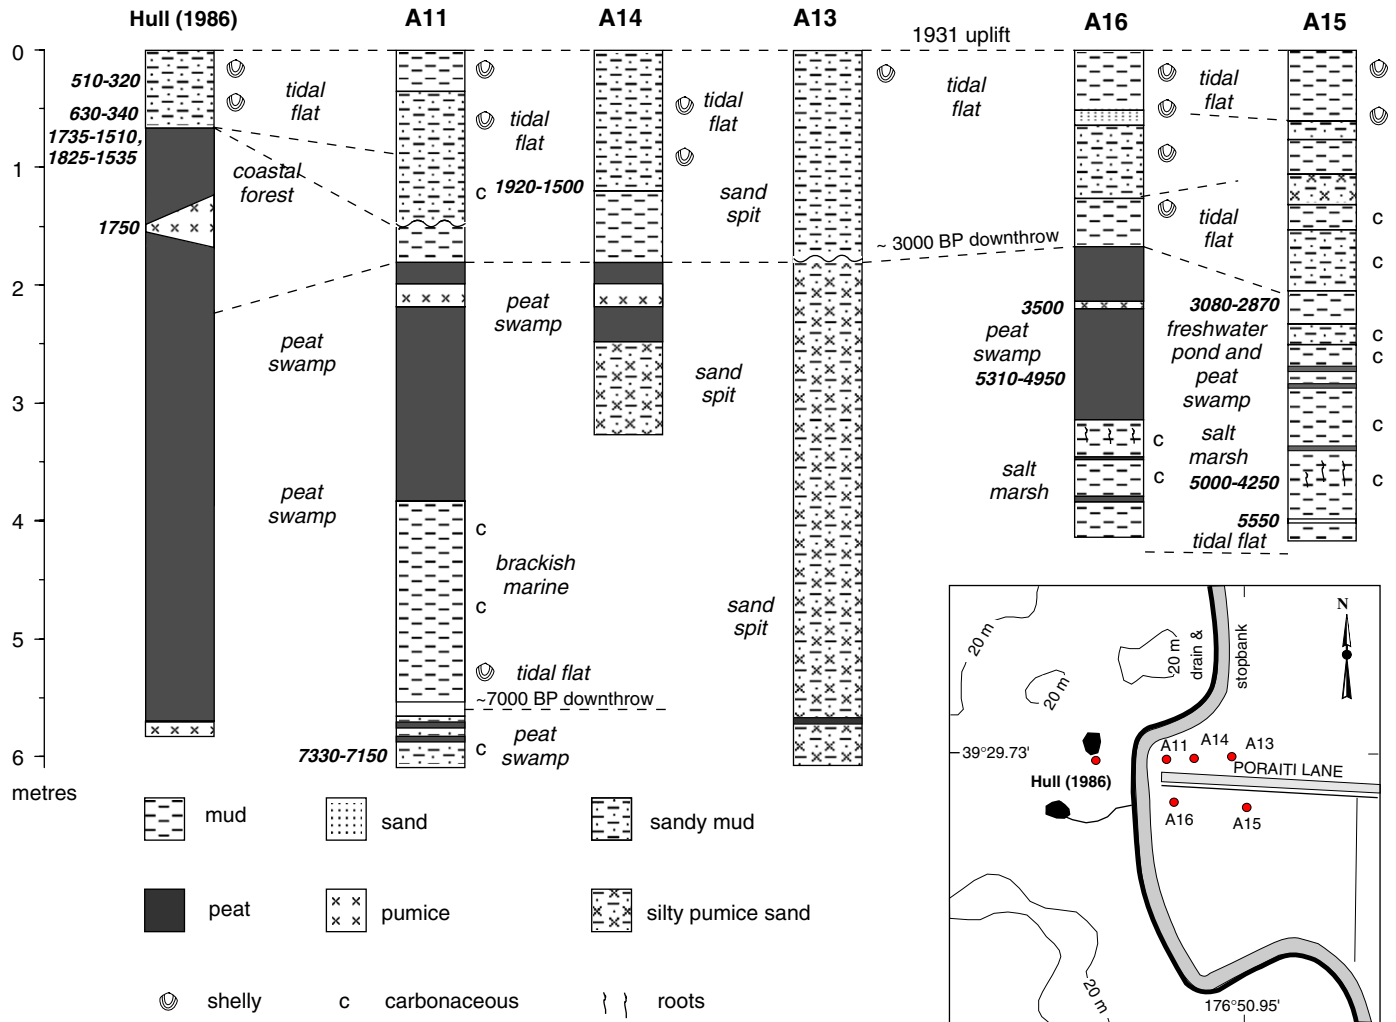 Hull (1986) A11 A14 A13 A16 A15
1931 uplift
0
510-320
630-340
1735-1510,
1825-1535
tidal
flat
tidal
flat
tidal
flat
tidal
flat
tidal
flat
1
coastal
forest
c 1920-1500
sand
spit
1750
tidal
flat
c
c
~ 3000 BP downthrow
2
peat
swamp
3500
3080-2870
peat
swamp
peat
swamp
freshwater
pond and
peat
swamp
c
c
5310-4950
sand
spit
3
salt
marsh
c
c
c
salt
marsh
5000-4250
c
peat
swamp
4
c
5550
tidal flat
brackish
marine
c
sand
spit
5
tidal flat
~7000 BP downthrow
peat
swamp
7330-7150
c
6
metres
mud
sand
sandy mud
peat
pumice
silty pumice sand
shelly
c carbonaceous
roots
20 m
20 m
20 m
drain &
stopbank
N
39°29.73'
A11
A14
A13
PORAITI LANE
Hull (1986)
A16
A15
20 m
176°50.95'